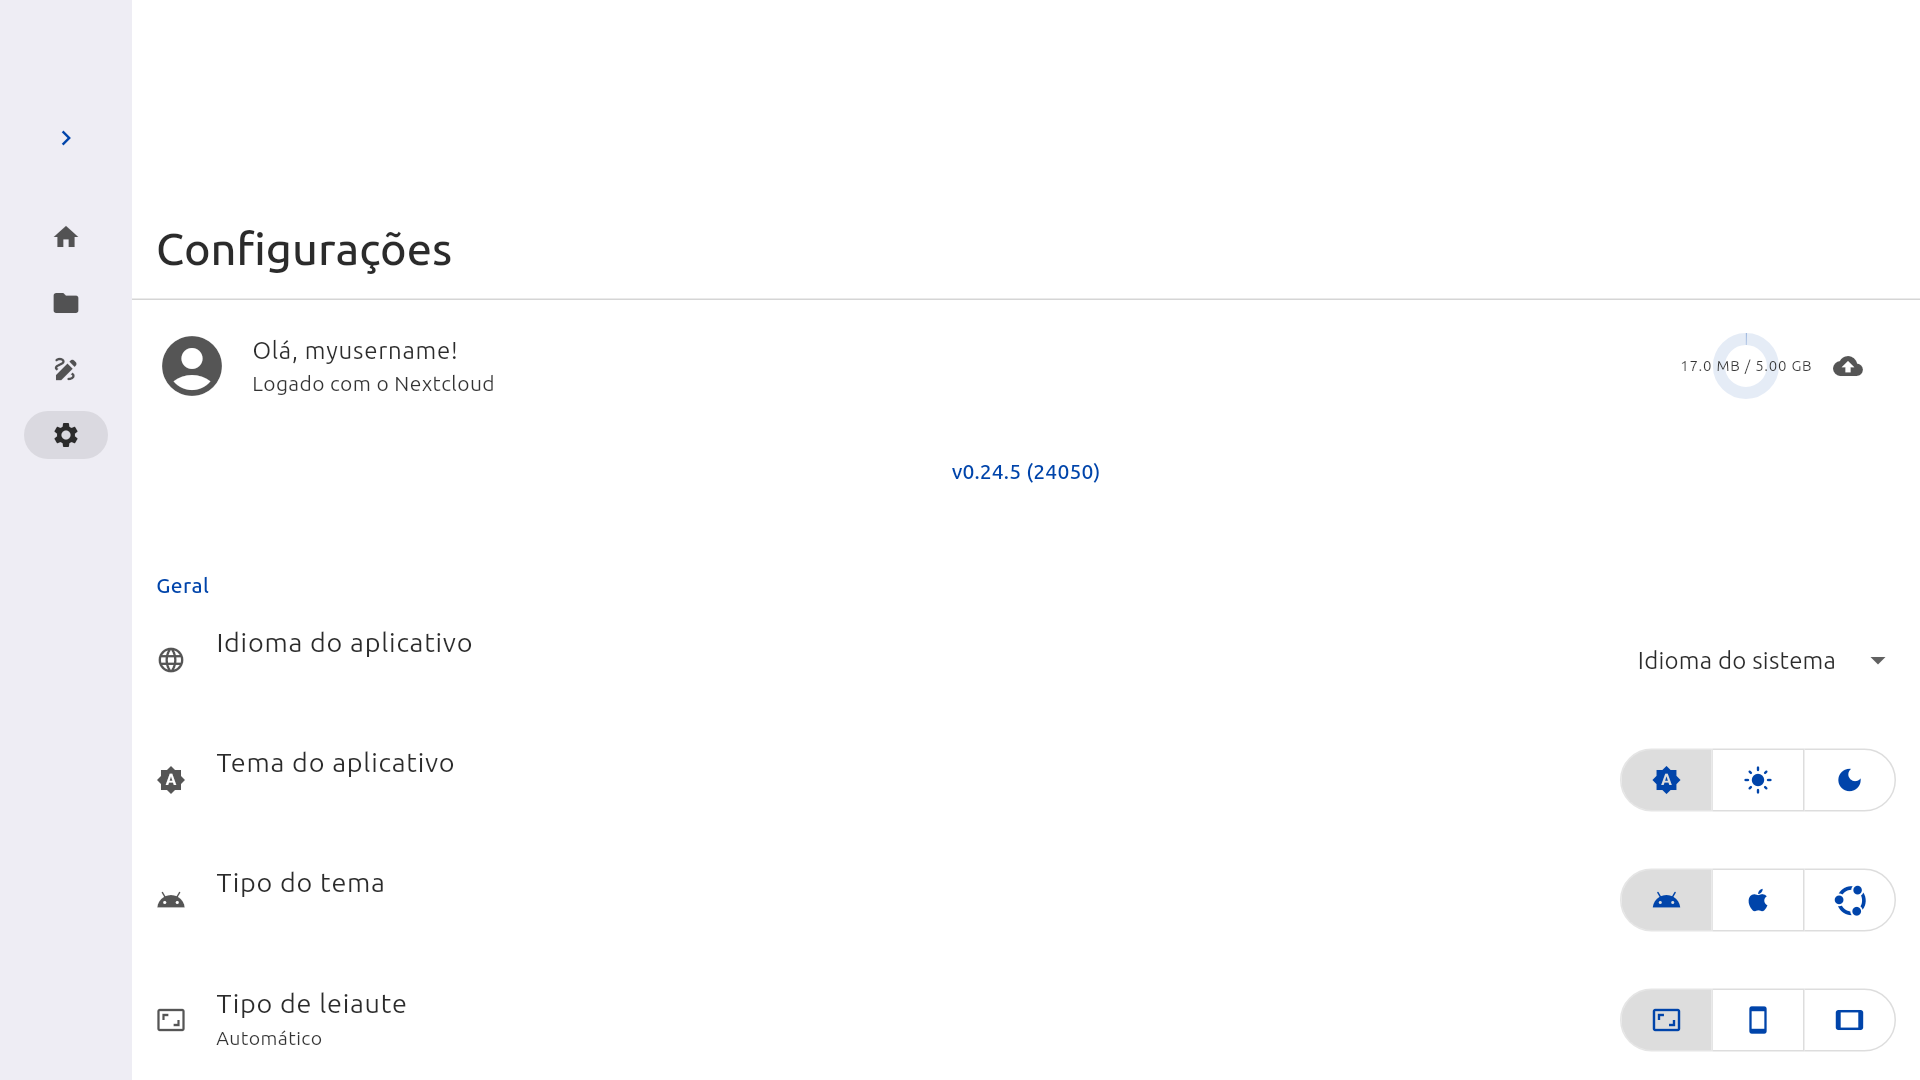 Configurações
Olá, myusername!
Logado com o Nextcloud
17.0 MB / 5.00 GB
v0.24.5 (24050)
Geral
Idioma do aplicativo
Idioma do sistema
Tema do aplicativo
Tipo do tema
Tipo de leiaute
Automático